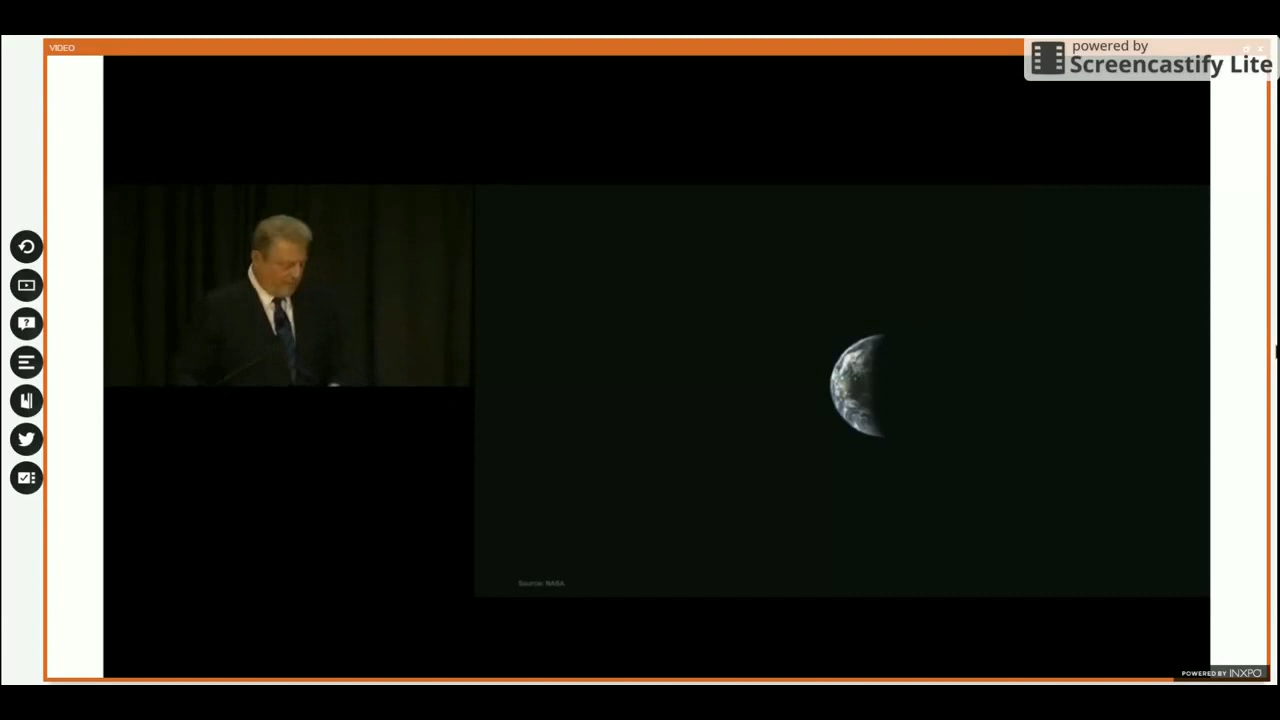 VIDEO
powered by
Screencastify Lite
Source: NASA
POWERED BY INXPO